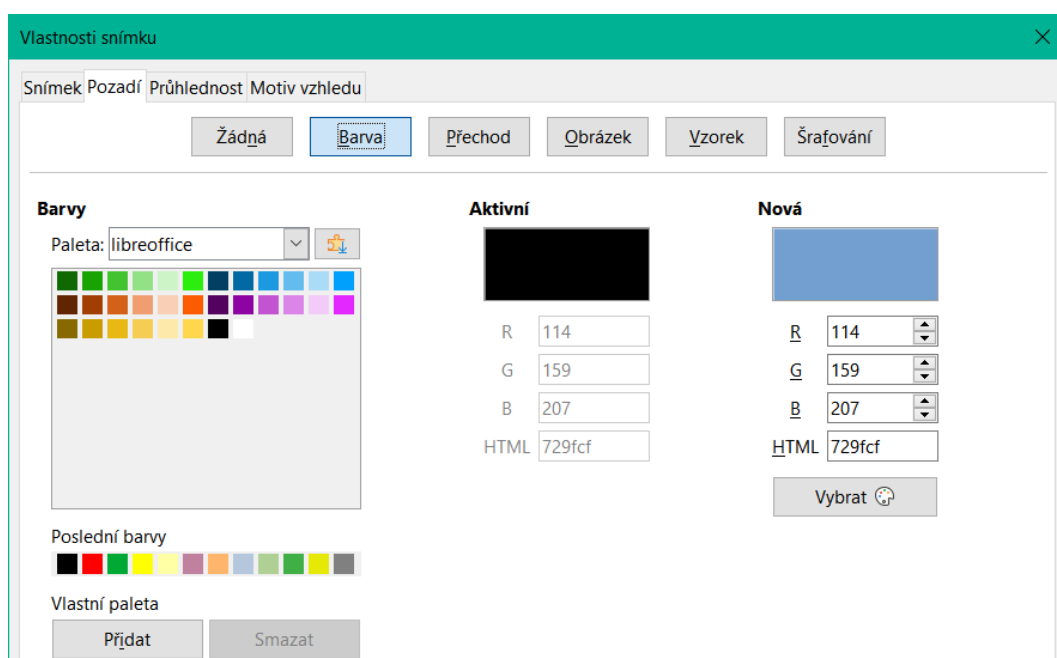 Vlastnosti snímku
Snímek Pozadí Průhlednost Motiv vzhledu
Žádná Barva Přechod Obrázek Vzorek Šrafování
Barvy
Paleta: libreoffice
Poslední barvy
Vlastní paleta
Přidat Smazat
Aktivní
R 114
G 159
B 207
HTML 729fcf
Nová
R 114
G 159
B 207
HTML 729fcf
Vybrat